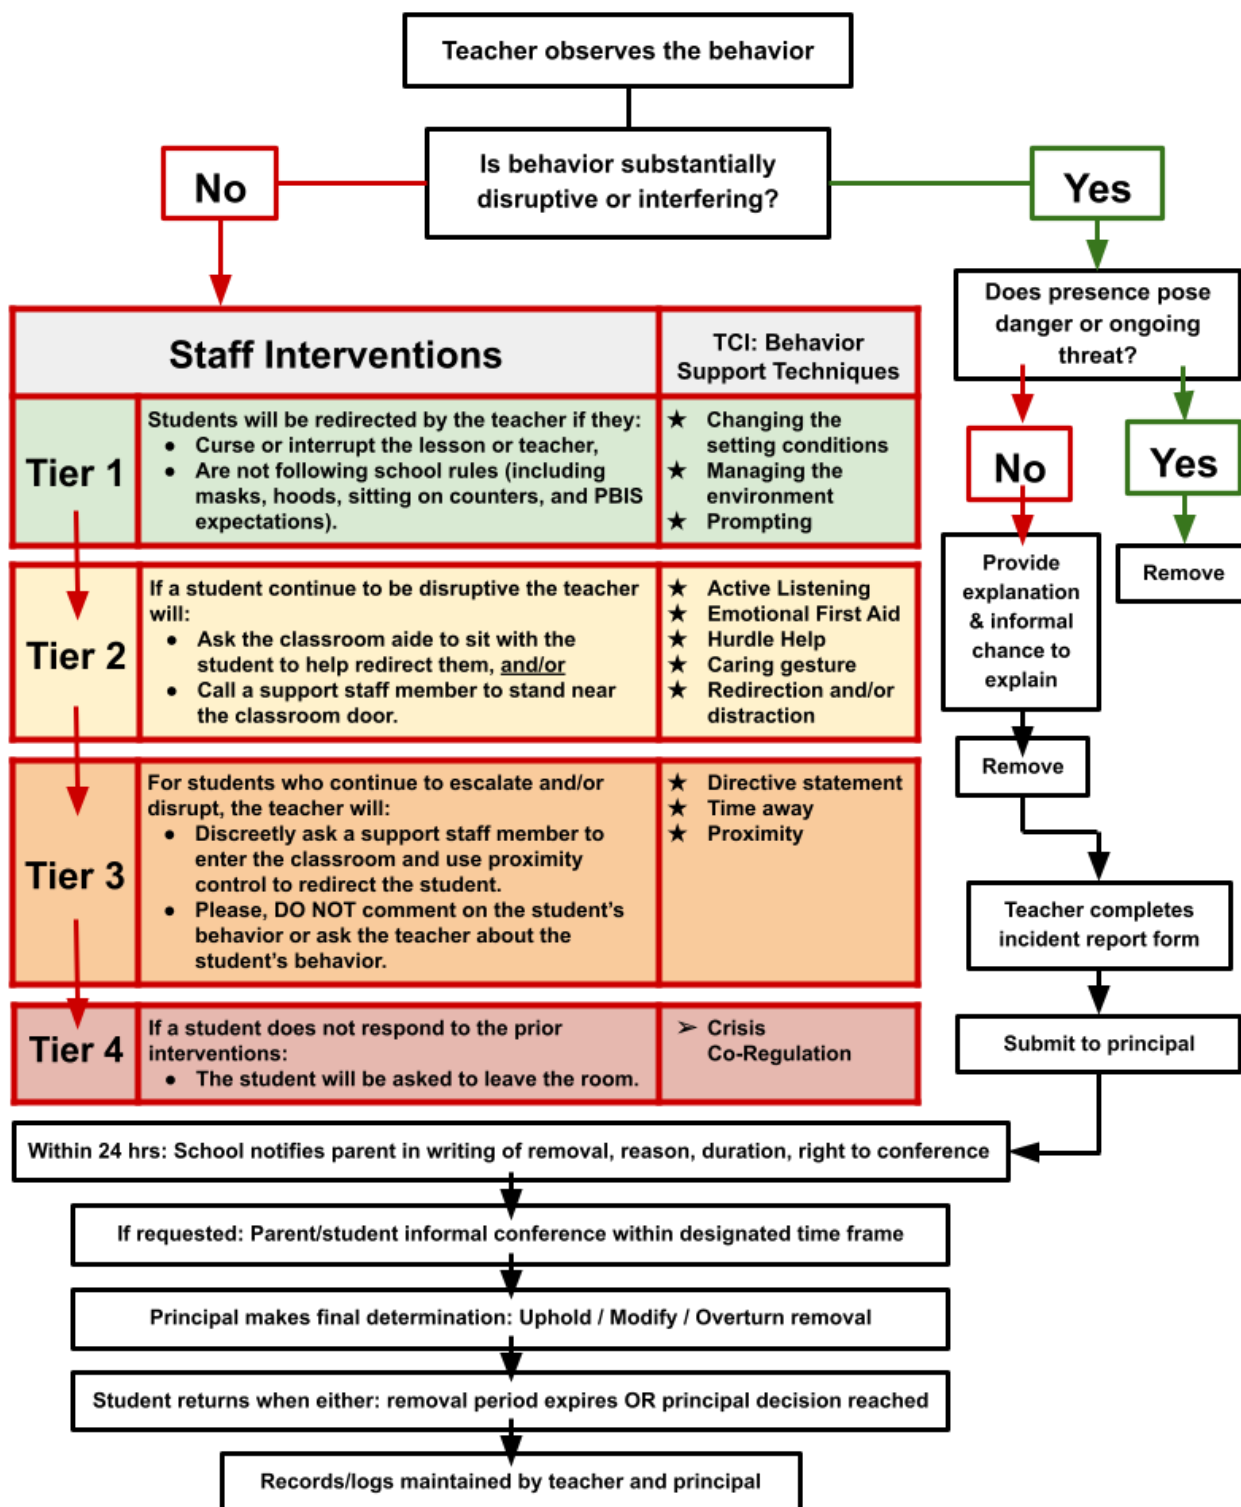 Teacher observes the behavior
Is behavior substantially
disruptive or interfering?
No
Yes
Does presence pose
danger or ongoing
threat?
No
Yes
Provide
explanation
& informal
chance to
explain
Remove
Remove
Teacher completes
incident report form
Submit to principal
Staff Interventions
TCI: Behavior
Support Techniques
Tier 1
Students will be redirected by the teacher if they:
● Curse or interrupt the lesson or teacher,
● Are not following school rules (including
masks, hoods, sitting on counters, and PBIS
expectations).
★ Changing the
setting conditions
★ Managing the
environment
★ Prompting
Tier 2
If a student continue to be disruptive the teacher
will:
● Ask the classroom aide to sit with the
student to help redirect them, and/or
● Call a support staff member to stand near
the classroom door.
★ Active Listening
★ Emotional First Aid
★ Hurdle Help
★ Caring gesture
★ Redirection and/or
distraction
Tier 3
For students who continue to escalate and/or
disrupt, the teacher will:
● Discreetly ask a support staff member to
enter the classroom and use proximity
control to redirect the student.
● Please, DO NOT comment on the student's
behavior or ask the teacher about the
student's behavior.
★ Directive statement
★ Time away
★ Proximity
Tier 4
If a student does not respond to the prior
interventions:
● The student will be asked to leave the room.
➢ Crisis
Co-Regulation
Within 24 hrs: School notifies parent in writing of removal, reason, duration, right to conference
If requested: Parent/student informal conference within designated time frame
Principal makes final determination: Uphold / Modify / Overturn removal
Student returns when either: removal period expires OR principal decision reached
Records/logs maintained by teacher and principal